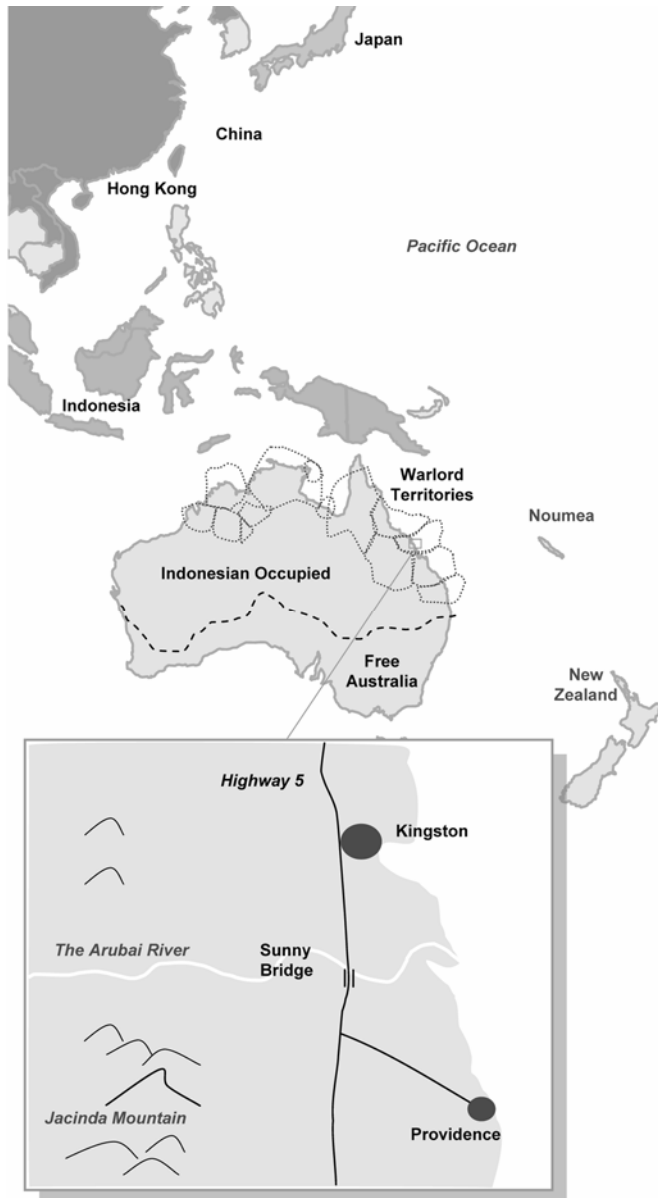 Japan
China
Hong Kong
Pacific Ocean
Indonesia
Warlord
Territories
Noumea
Indonesian Occupied
Free
Australia
New
Zealand
Highway 5
Kingston
The Arubai River
Sunny
Bridge
Jacinda Mountain
Providence